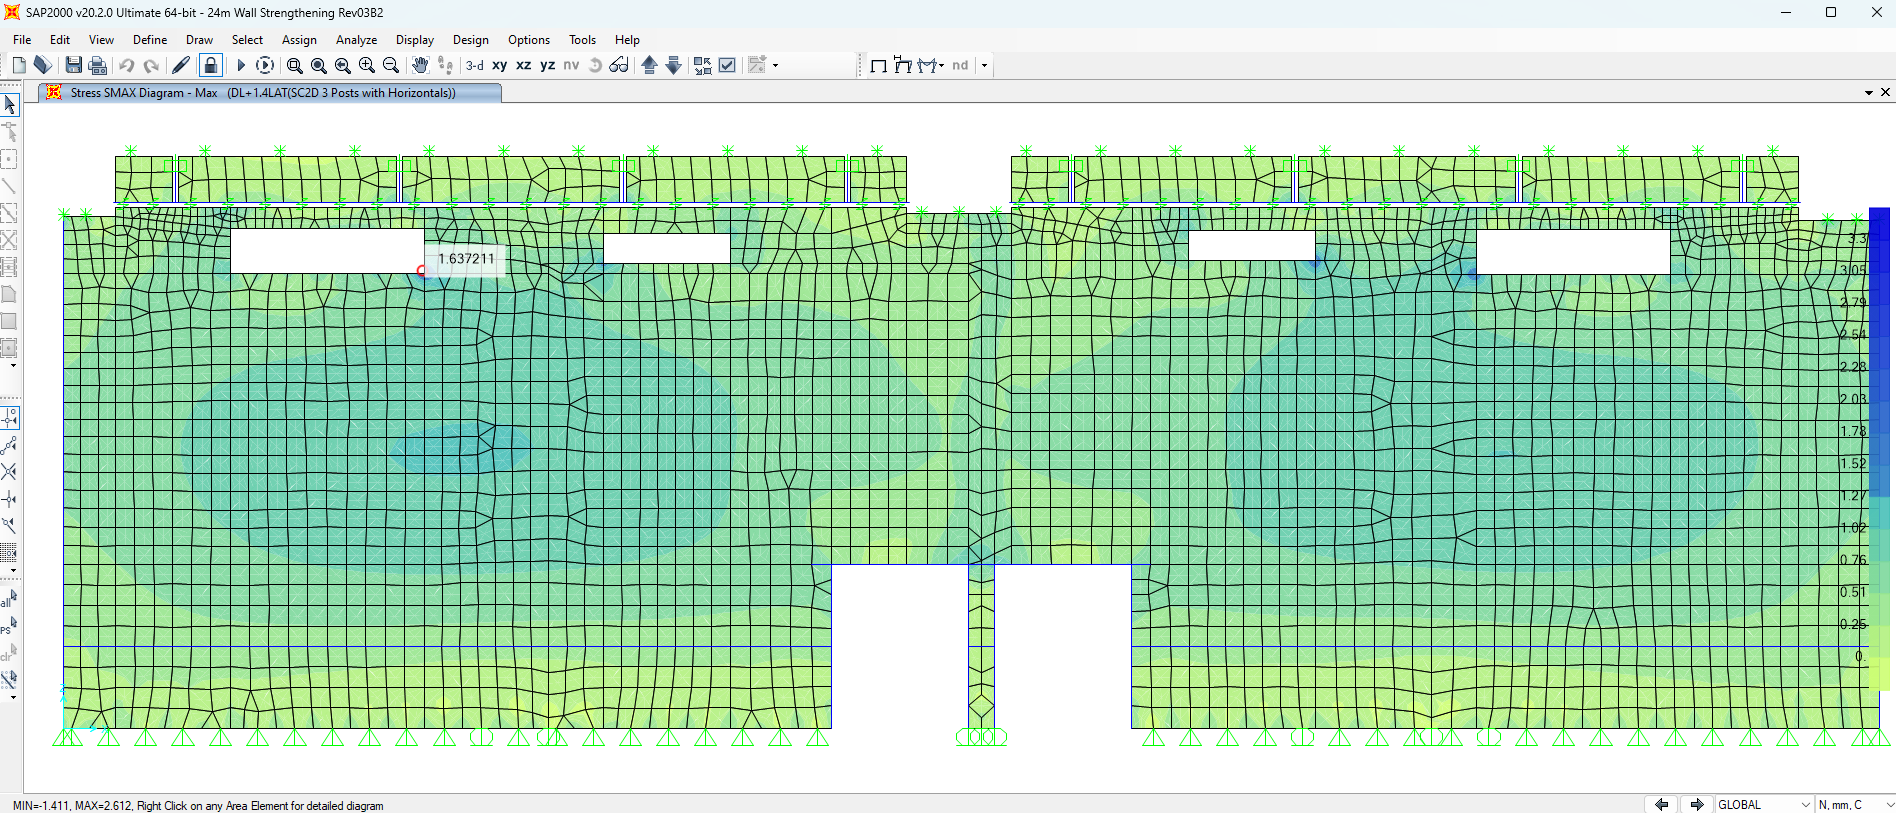 SAP2000 v20.2.0 Ultimate 64-bit - 24m Wall Strengthening Rev03B2
File Edit View Define Draw Select Assign Analyze Display Design Options Tools Help
3-d xy xz yz nv nd
Stress SMAX Diagram - Max (DL+1.4LAT(SC2D 3 Posts with Horizontals))
1.637211
3.3
3.05
2.79
2.54
2.28
2.03
1.78
1.52
1.27
1.02
0.76
0.51
0.25
0.
all
PS
clr
MIN=-1.411, MAX=2.612, Right Click on any Area Element for detailed diagram
GLOBAL
N, mm, C